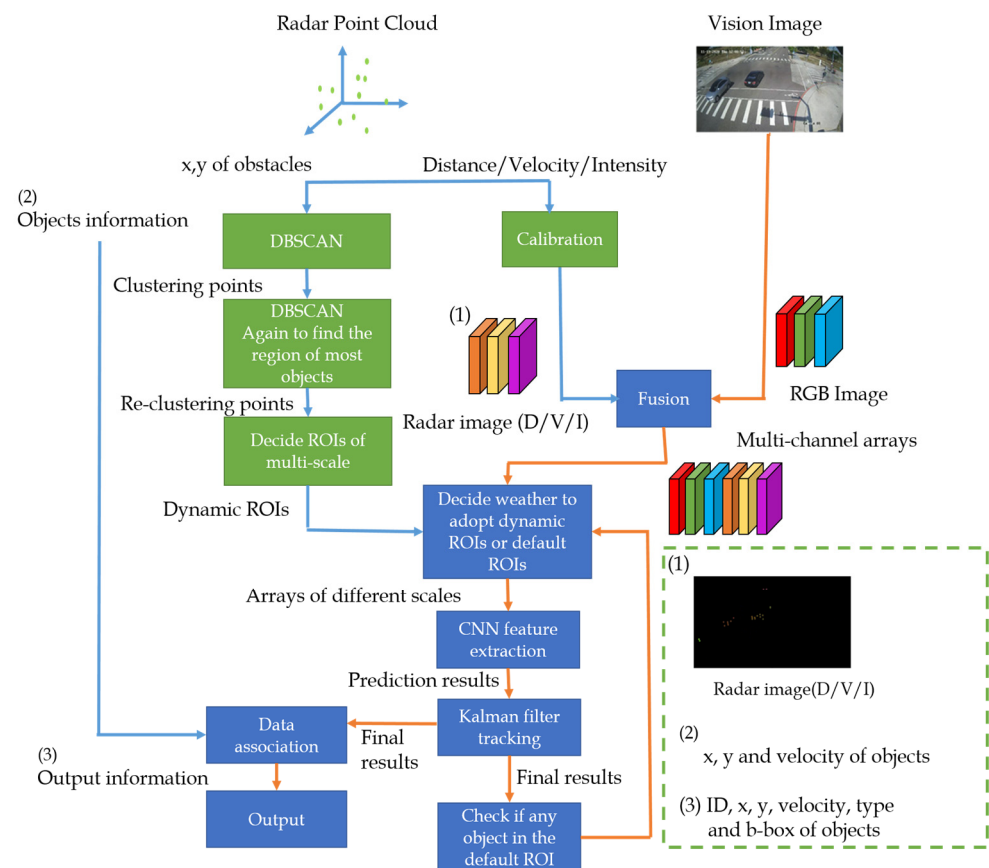 Radar Point Cloud
Vision Image
x,y of obstacles
Distance/Velocity/Intensity
(2)
Objects information
DBSCAN
Calibration
Clustering points
DBSCAN
Again to find the
region of most
objects
(1)
Radar image (D/V/I)
Fusion
RGB Image
Re-clustering points
Decide ROIs of
multi-scale
Multi-channel arrays
Dynamic ROIs
Decide weather to
adopt dynamic
ROIs or default
ROIs
Arrays of different scales
CNN feature
extraction
Prediction results
Kalman filter
tracking
Final
results
Data
association
(3)
Output information
Output
Final results
Check if any
object in the
default ROI
(1)
Radar image(D/V/I)
(2)
x, y and velocity of objects
(3) ID, x, y, velocity, type
and b-box of objects